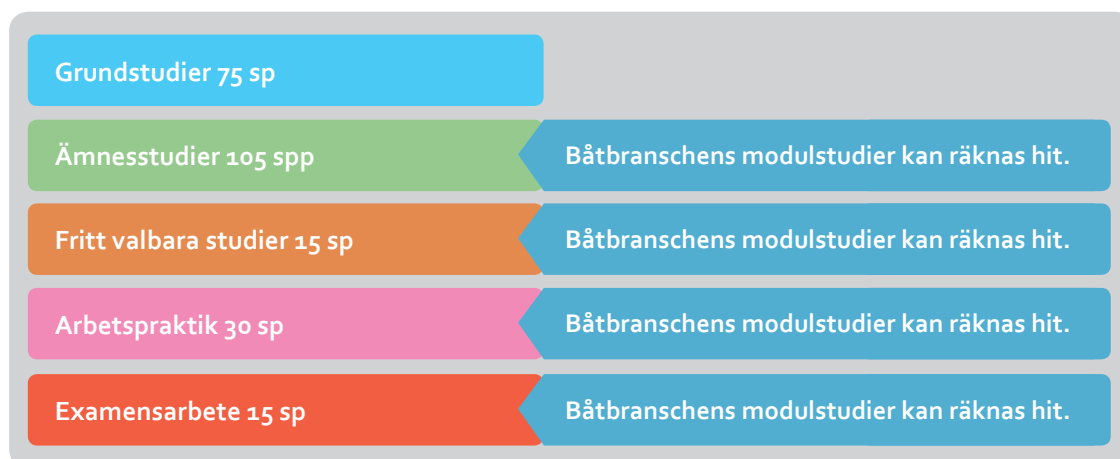 Grundstudier 75 sp
Ämnesstudier 105 spp
Båtbranschens modulstudier kan räknas hit.
Fritt valbara studier 15 sp
Båtbranschens modulstudier kan räknas hit.
Arbetspraktik 30 sp
Båtbranschens modulstudier kan räknas hit.
Examensarbete 15 sp
Båtbranschens modulstudier kan räknas hit.